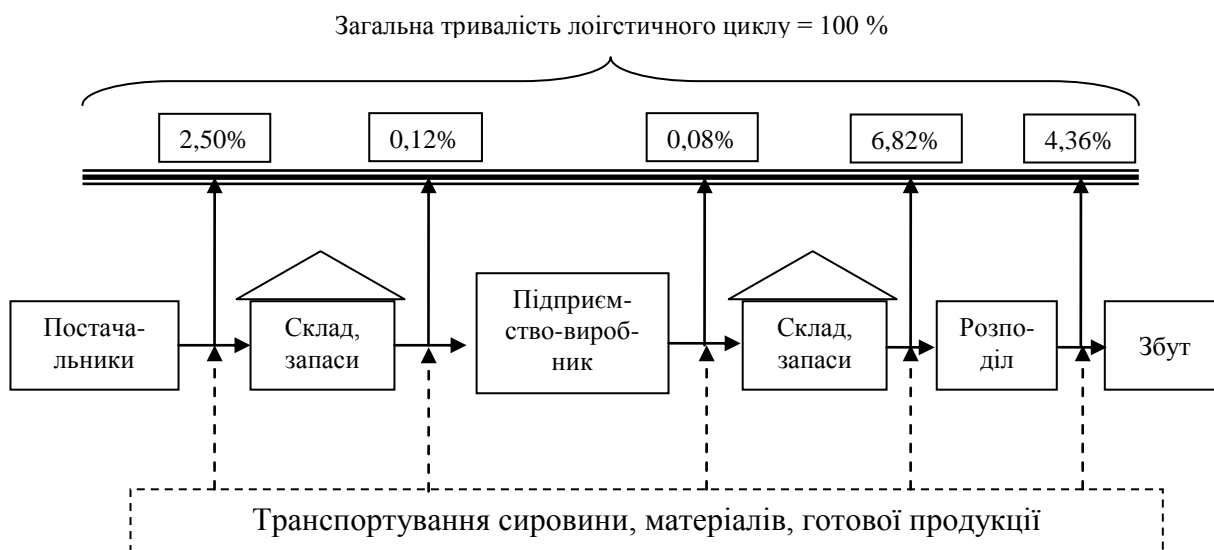 Загальна тривалість лоігстичного циклу = 100 %
2,50%
0,12%
0,08%
6,82%
4,36%
Постача-
льники
Склад,
запаси
Підприєм-
ство-вироб-
ник
Склад,
запаси
Розпо-
діл
Збут
Транспортування сировини, матеріалів, готової продукції